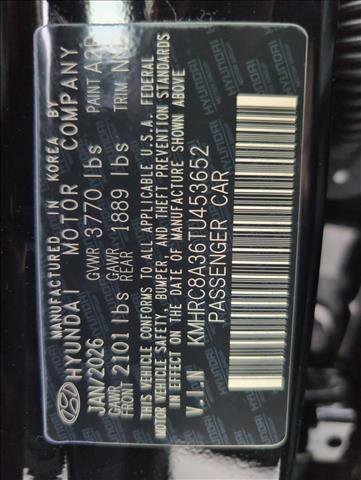 MANUFACTURED IN KOREA BY
HYUNDAI MOTOR COMPANY
JAN/2026 GVWR 3770 lbs PAINT
GAWR FRONT 2101 lbs GAWR REAR 1889 lbs TRIM
THIS VEHICLE CONFORMS TO ALL APPLICABLE U.S.A. FEDERAL
MOTOR VEHICLE SAFETY, BUMPER, AND THEFT PREVENTION STANDARDS
IN EFFECT ON THE DATE OF MANUFACTURE SHOWN ABOVE
V.I.N KMHRC8A36TU453652
PASSENGER CAR